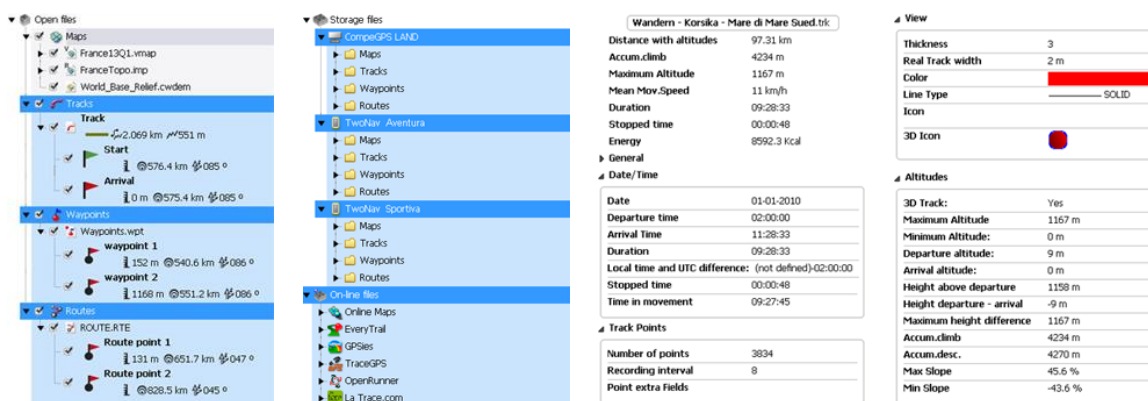 Open files
Maps
France13Q1.vmap
FranceTopo.imp
World_Base_Relief.cwdem
Tracks
Track
2.069 km 551 m
Start
576.4 km 085 º
Arrival
0 m 575.4 km 085 º
Waypoints
Waypoints.wpt
waypoint 1
152 m 540.6 km 086 º
waypoint 2
1168 m 551.2 km 086 º
Routes
ROUTE.RTE
Route point 1
131 m 651.7 km 047 º
Route point 2
828.5 km 045 º
Storage files
CompeGPS LAND
Maps
Tracks
Waypoints
Routes
TwoNav Aventura
Maps
Tracks
Waypoints
Routes
TwoNav Sportiva
Maps
Tracks
Waypoints
Routes
On-line files
Online Maps
EveryTrail
GPSies
TraceGPS
OpenRunner
La Trace.com
Wandern - Korsika - Mare di Mare Sued.trk
Distance with altitudes 97.31 km
Accum.climb 4234 m
Maximum Altitude 1167 m
Mean Mov.Speed 11 km/h
Duration 09:28:33
Stopped time 00:00:48
Energy 8592.3 Kcal
General
Date/Time
Date 01-01-2010
Departure time 02:00:00
Arrival Time 11:28:33
Duration 09:28:33
Local time and UTC difference: (not defined)-02:00:00
Stopped time 00:00:48
Time in movement 09:27:45
Track Points
Number of points 3834
Recording interval 8
Point extra Fields
View
Thickness 3
Real Track width 2 m
Color
Line Type SOLID
Icon
3D Icon
Altitudes
3D Track: Yes
Maximum Altitude 1167 m
Minimum Altitude: 0 m
Departure altitude: 9 m
Arrival altitude: 0 m
Height above departure 1158 m
Height departure - arrival -9 m
Maximum height difference 1167 m
Accum.climb 4234 m
Accum.desc. 4270 m
Max Slope 45.6 %
Min Slope -43.6 %